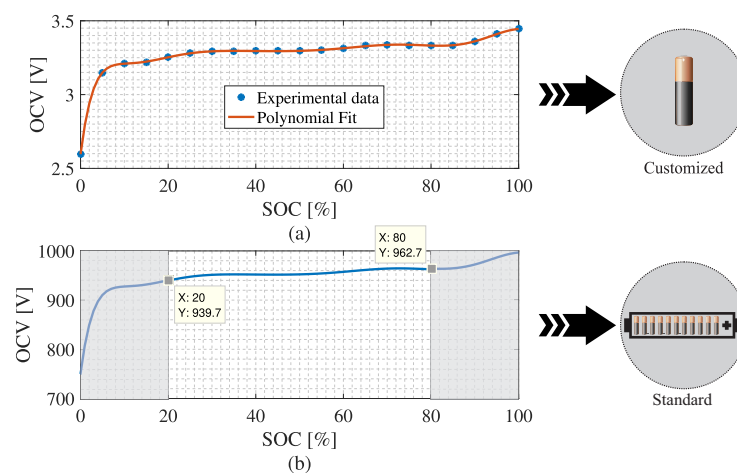 3.5
3
2.5
OCV [V]
Experimental data
Polynomial Fit
0
20
40
60
80
100
SOC [%]
(a)
Customized
1000
900
800
700
OCV [V]
X: 20
Y: 939.7
X: 80
Y: 962.7
0
20
40
60
80
100
SOC [%]
(b)
+
Standard